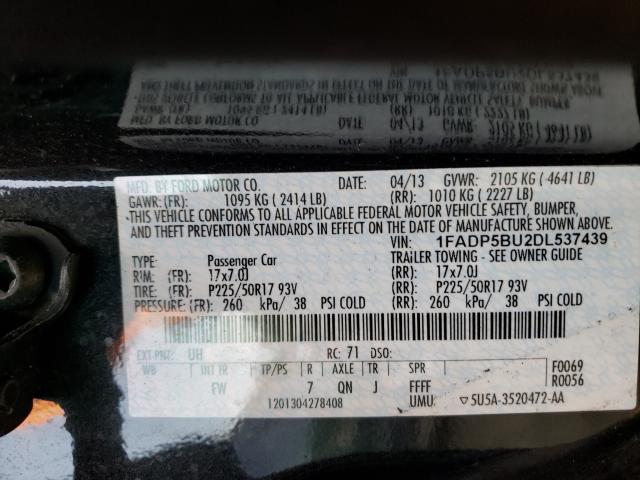 MFD. BY FORD MOTOR CO. DATE: 04/13 GVWR: 2105 KG ( 4641 LB)
GAWR: (FR): 1095 KG ( 2414 LB) (RR): 1010 KG ( 2227 LB)
THIS VEHICLE CONFORMS TO ALL APPLICABLE FEDERAL MOTOR VEHICLE SAFETY, BUMPER,
AND THEFT PREVENTION STANDARDS IN EFFECT ON THE DATE OF MANUFACTURE SHOWN ABOVE.
VIN: 1FADP5BU2DL537439
TYPE: Passenger Car TRAILER TOWING - SEE OWNER GUIDE
RIM: (FR): 17x7.0J (RR): 17x7.0J
TIRE: (FR): P225/50R17 93V (RR): P225/50R17 93V
PRESSURE: (FR): 260 kPa/ 38 PSI COLD (RR): 260 kPa/ 38 PSI COLD
EXT PNT: UH RC: 71 DSO:
WB INT TR TP/PS R AXLE TR SPR F0069
FW 7 QN J FFFF R0056
1201304278408 UMU: ▽5U5A-3520472-AA